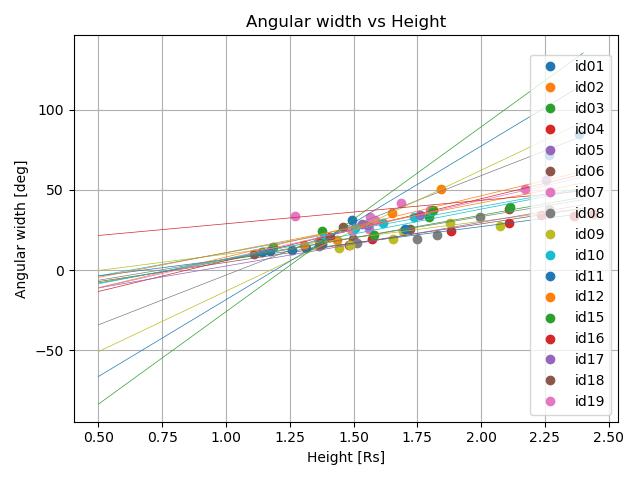 Angular width vs Height
Angular width [deg]
100
50
0
−50
0.50 0.75 1.00 1.25 1.50 1.75 2.00 2.25 2.50
Height [Rs]
id01
id02
id03
id04
id05
id06
id07
id08
id09
id10
id11
id12
id15
id16
id17
id18
id19